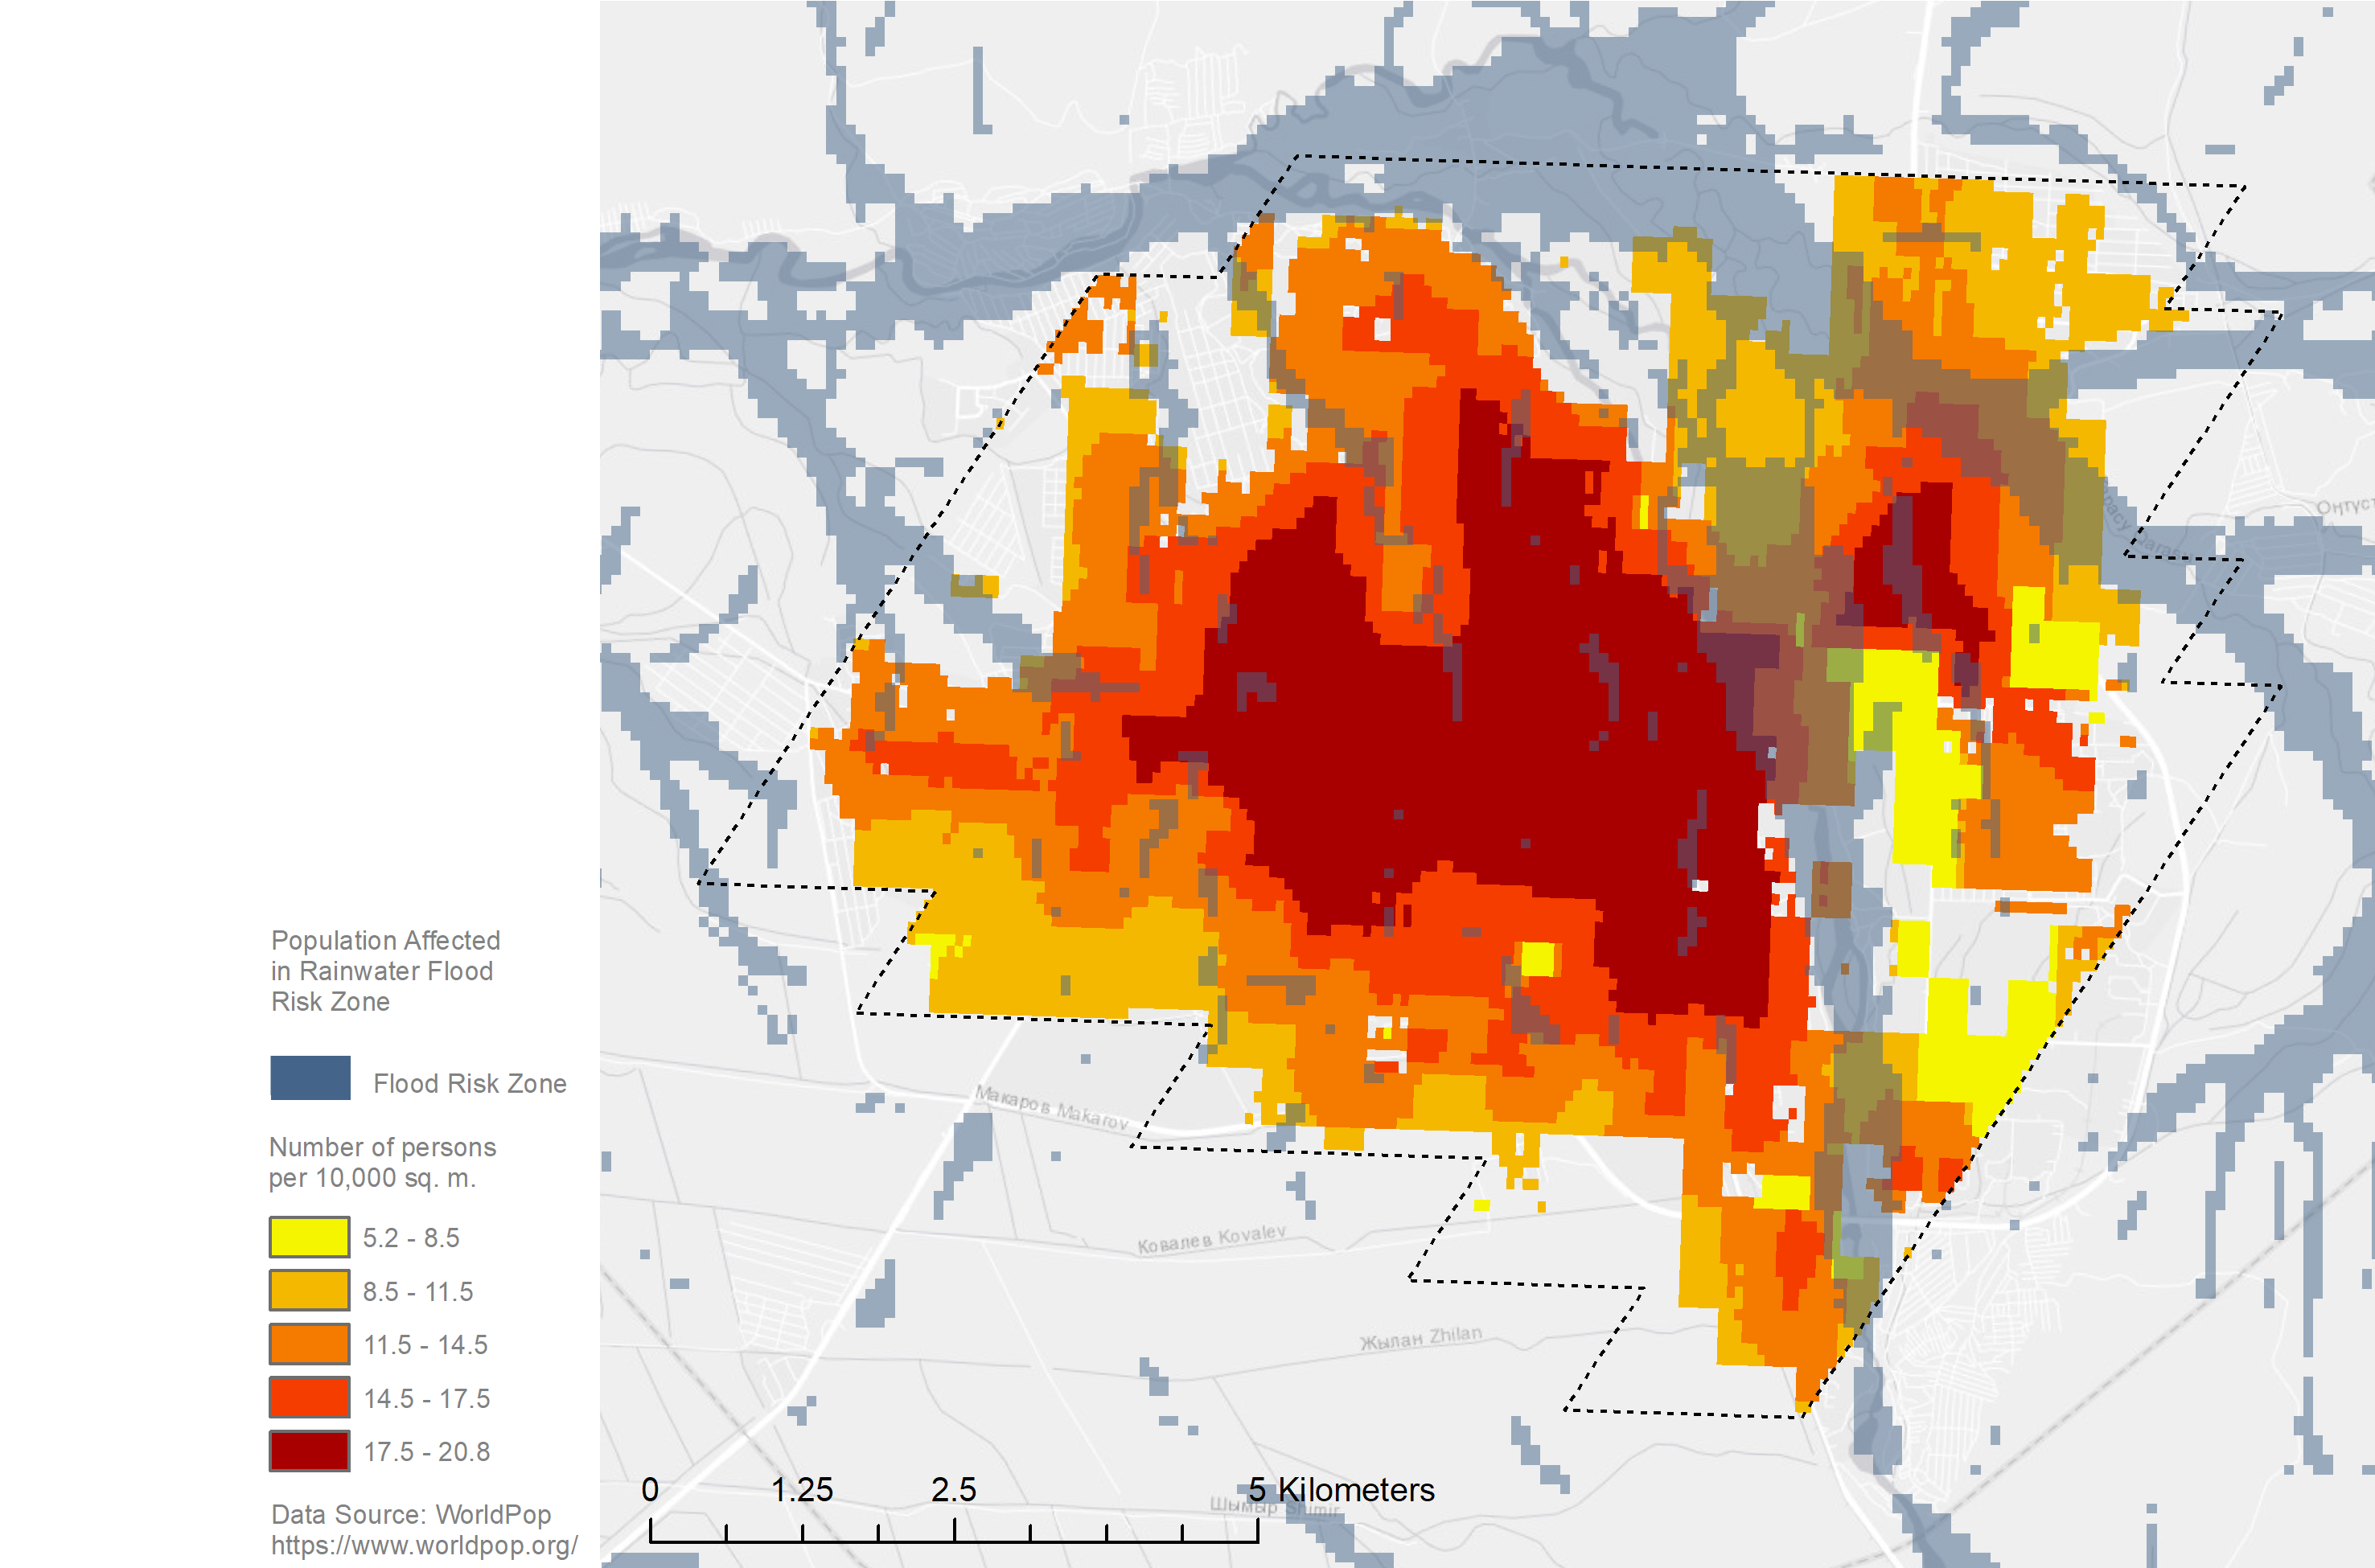 Population Affected
in Rainwater Flood
Risk Zone
Flood Risk Zone
Number of persons
per 10,000 sq. m.
5.2 - 8.5
8.5 - 11.5
11.5 - 14.5
14.5 - 17.5
17.5 - 20.8
Data Source: WorldPop
https://www.worldpop.org/
Оңтүст
Макаров Makarov
Ковалев Kovalev
Жылан Zhilan
Шымыр Shimir
0 1.25 2.5 5 Kilometers